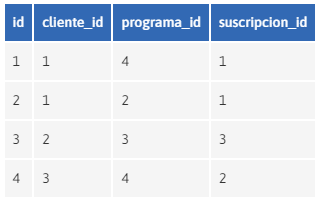 id cliente_id programa_id suscripcion_id
1 1 4 1
2 1 2 1
3 2 3 3
4 3 4 2